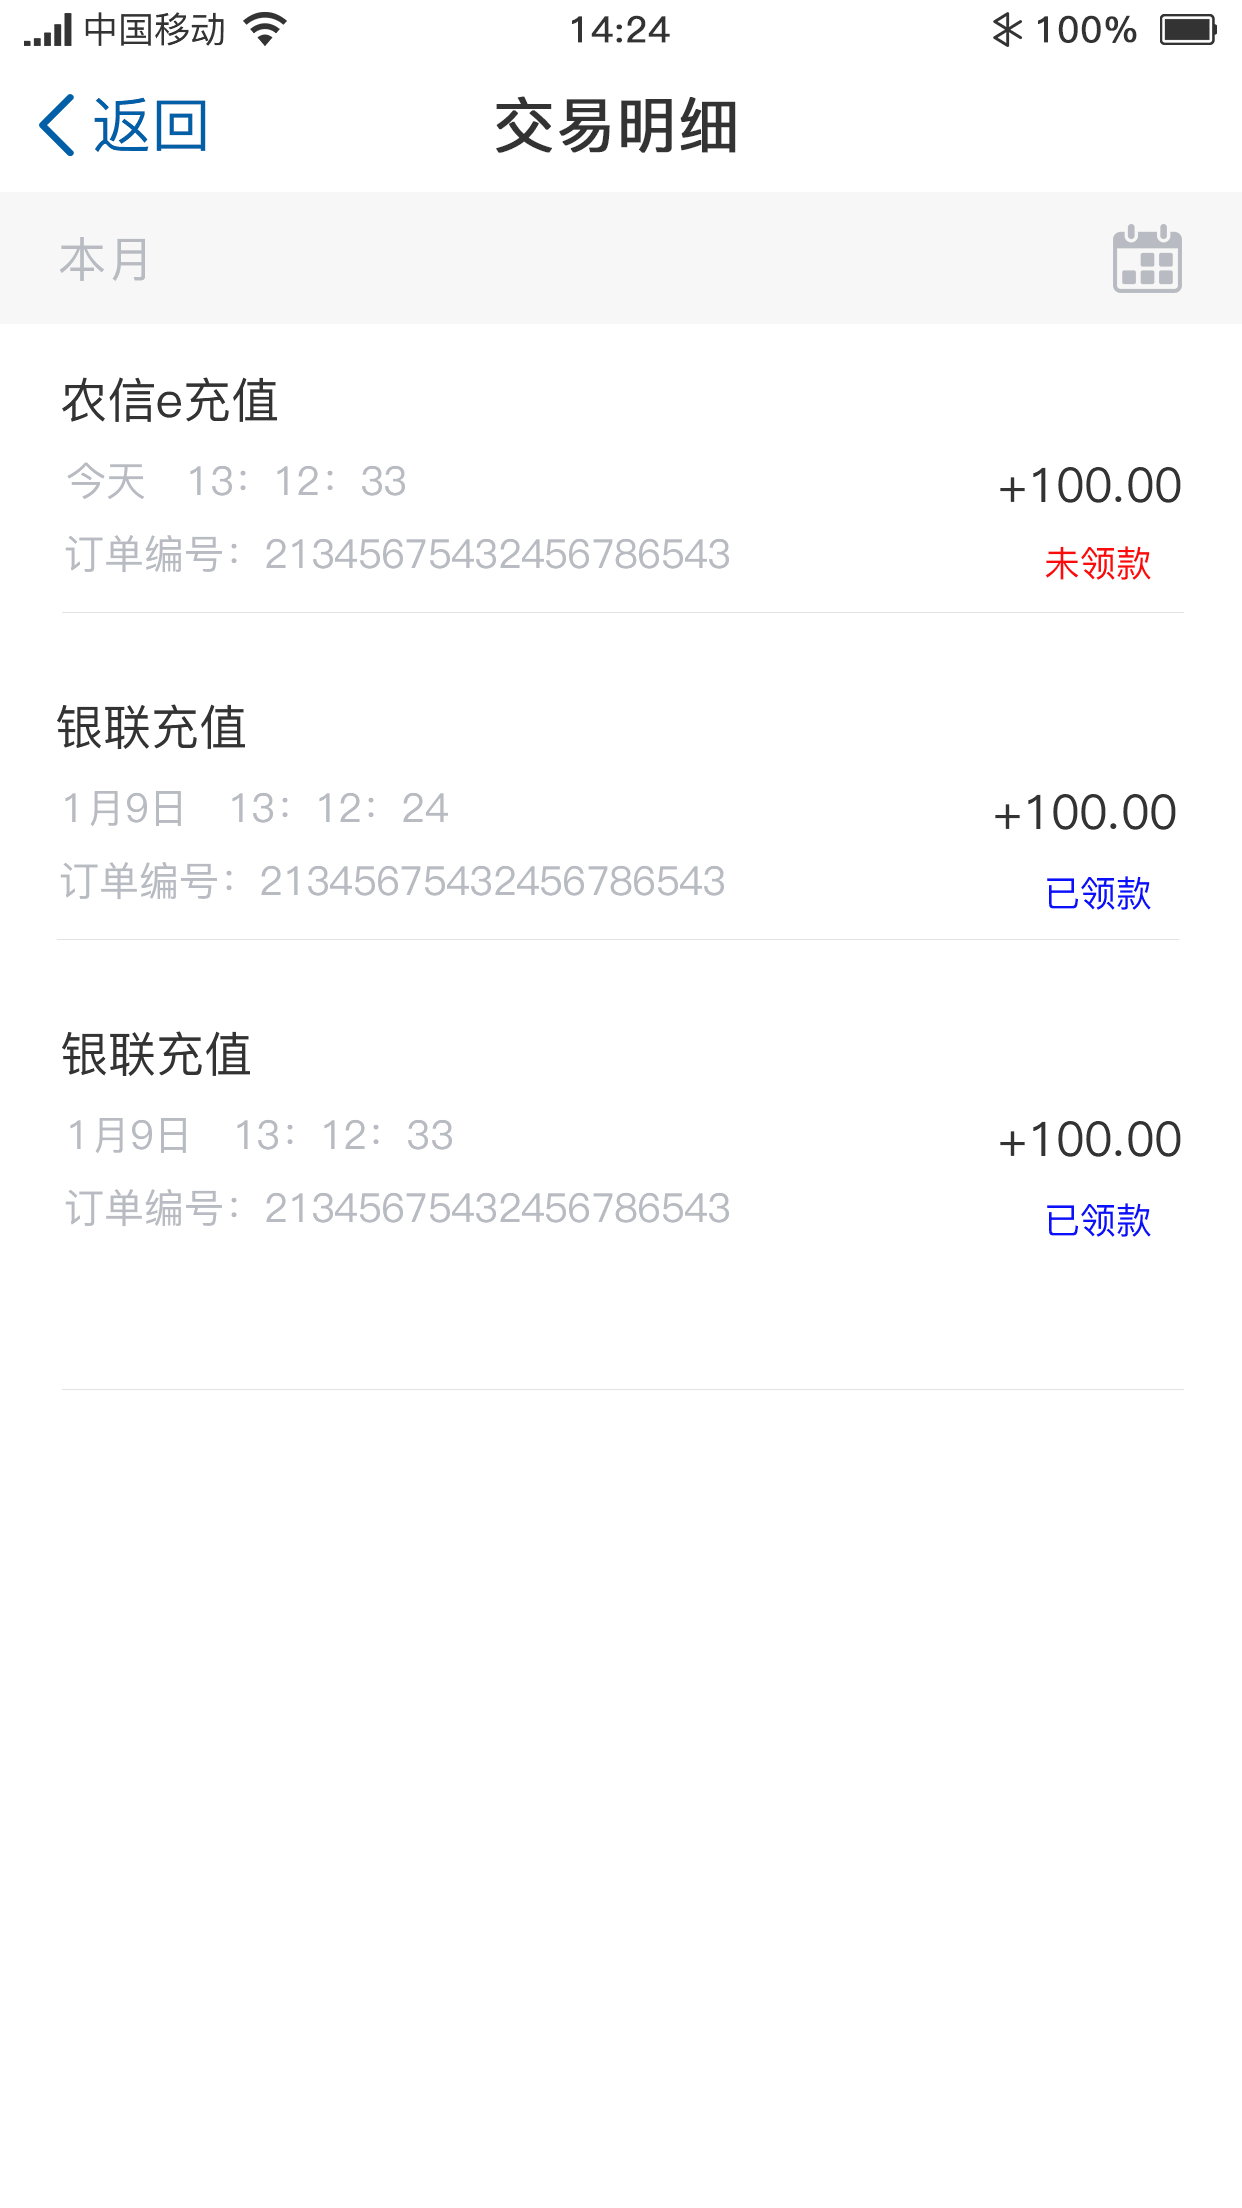 中国移动 14:24 100%
返回 交易明细
本月
农信e充值
今天 13：12：33 +100.00
订单编号：21345675432456786543
未领款
银联充值
1月9日 13：12：24 +100.00
订单编号：21345675432456786543
已领款
银联充值
1月9日 13：12：33 +100.00
订单编号：21345675432456786543
已领款